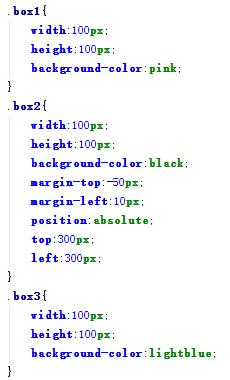 .box1{
width:100px;
height:100px;
background-color:pink;
}
.box2{
width:100px;
height:100px;
background-color:black;
margin-top:-50px;
margin-left:10px;
position:absolute;
top:300px;
left:300px;
}
.box3{
width:100px;
height:100px;
background-color:lightblue;
}